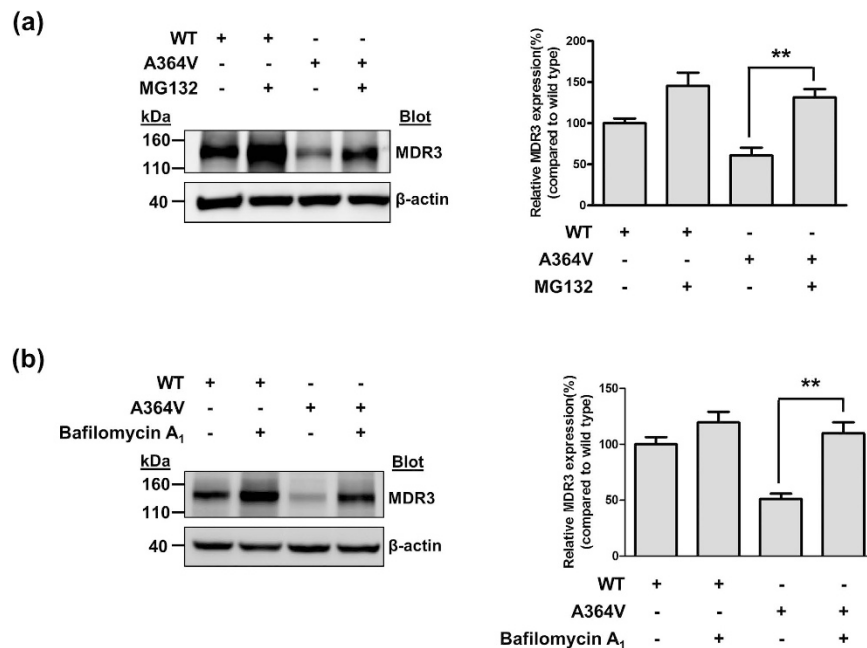 (a)
WT + + - -
A364V - - + +
MG132 - + - +
kDa Blot
160
110
MDR3
40
β-actin
Relative MDR3 expression(%)
(compared to wild type)
200
150
100
50
0
**
WT + + - -
A364V - - + +
MG132 - + - +
(b)
WT + + - -
A364V - - + +
Bafilomycin A₁ - + - +
kDa Blot
160
110
MDR3
40
β-actin
Relative MDR3 expression(%)
(compared to wild type)
150
100
50
0
**
WT + + - -
A364V - - + +
Bafilomycin A₁ - + - +